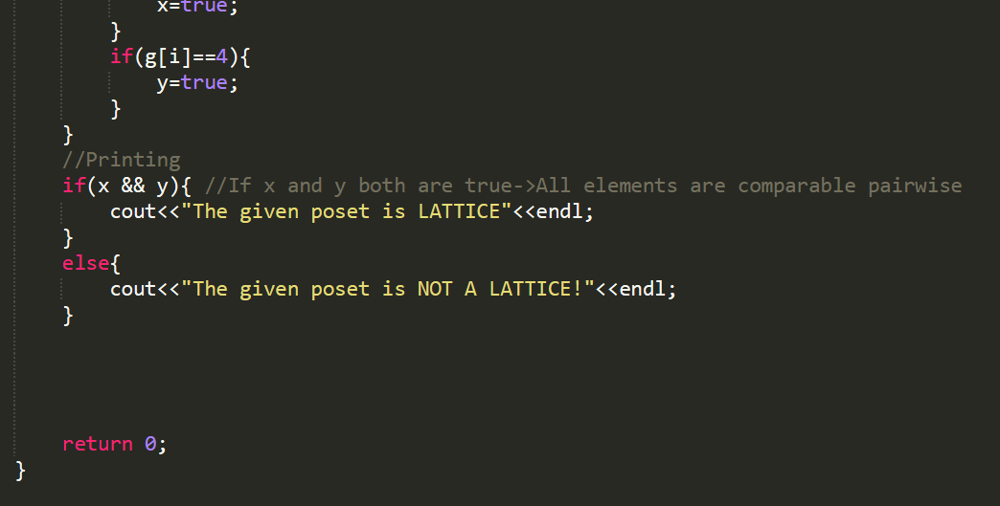 x=true;
}
if(g[i]==4){
y=true;
}
}
//Printing
if(x && y){ //If x and y both are true->All elements are comparable pairwise
cout<<"The given poset is LATTICE"<<endl;
}
else{
cout<<"The given poset is NOT A LATTICE!"<<endl;
}
return 0;
}